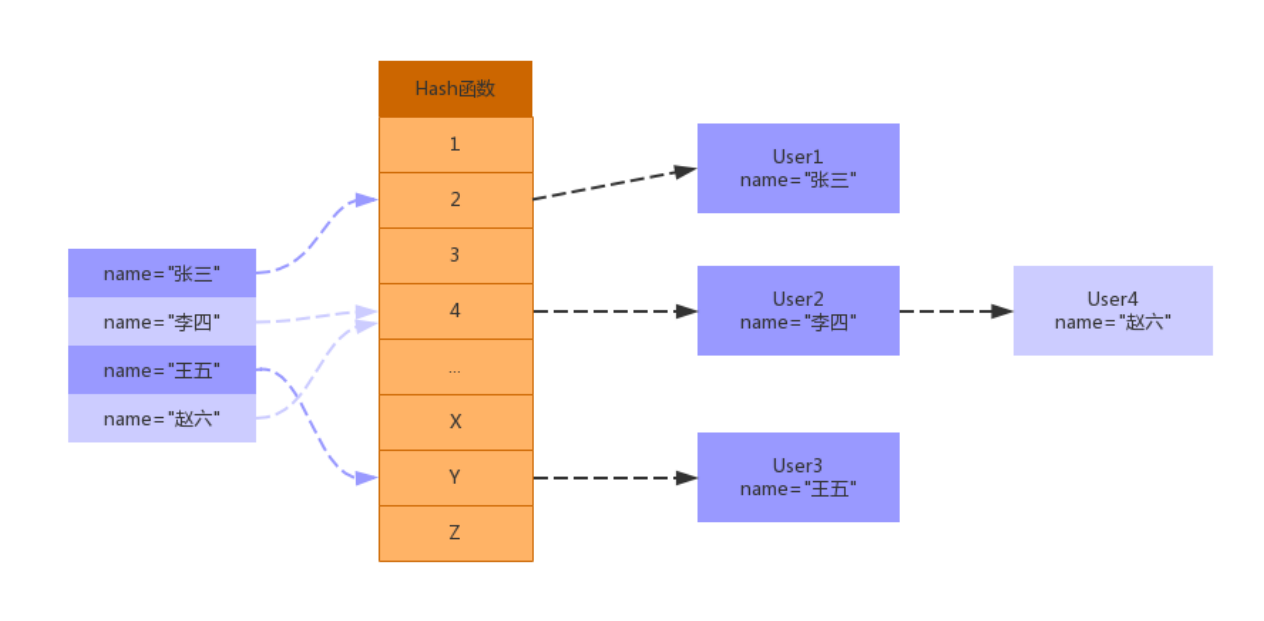 name="张三"
name="李四"
name="王五"
name="赵六"
Hash函数
1
2
3
4
...
X
Y
Z
User1
name="张三"
User2
name="李四"
User4
name="赵六"
User3
name="王五"